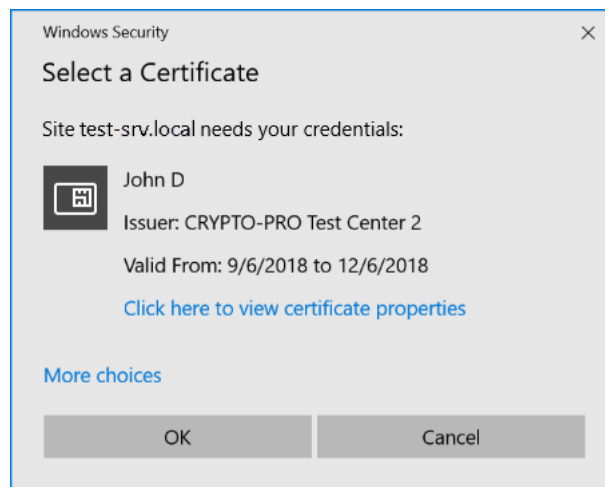 Windows Security
Select a Certificate
Site test-srv.local needs your credentials:
John D
Issuer: CRYPTO-PRO Test Center 2
Valid From: 9/6/2018 to 12/6/2018
Click here to view certificate properties
More choices
OK
Cancel